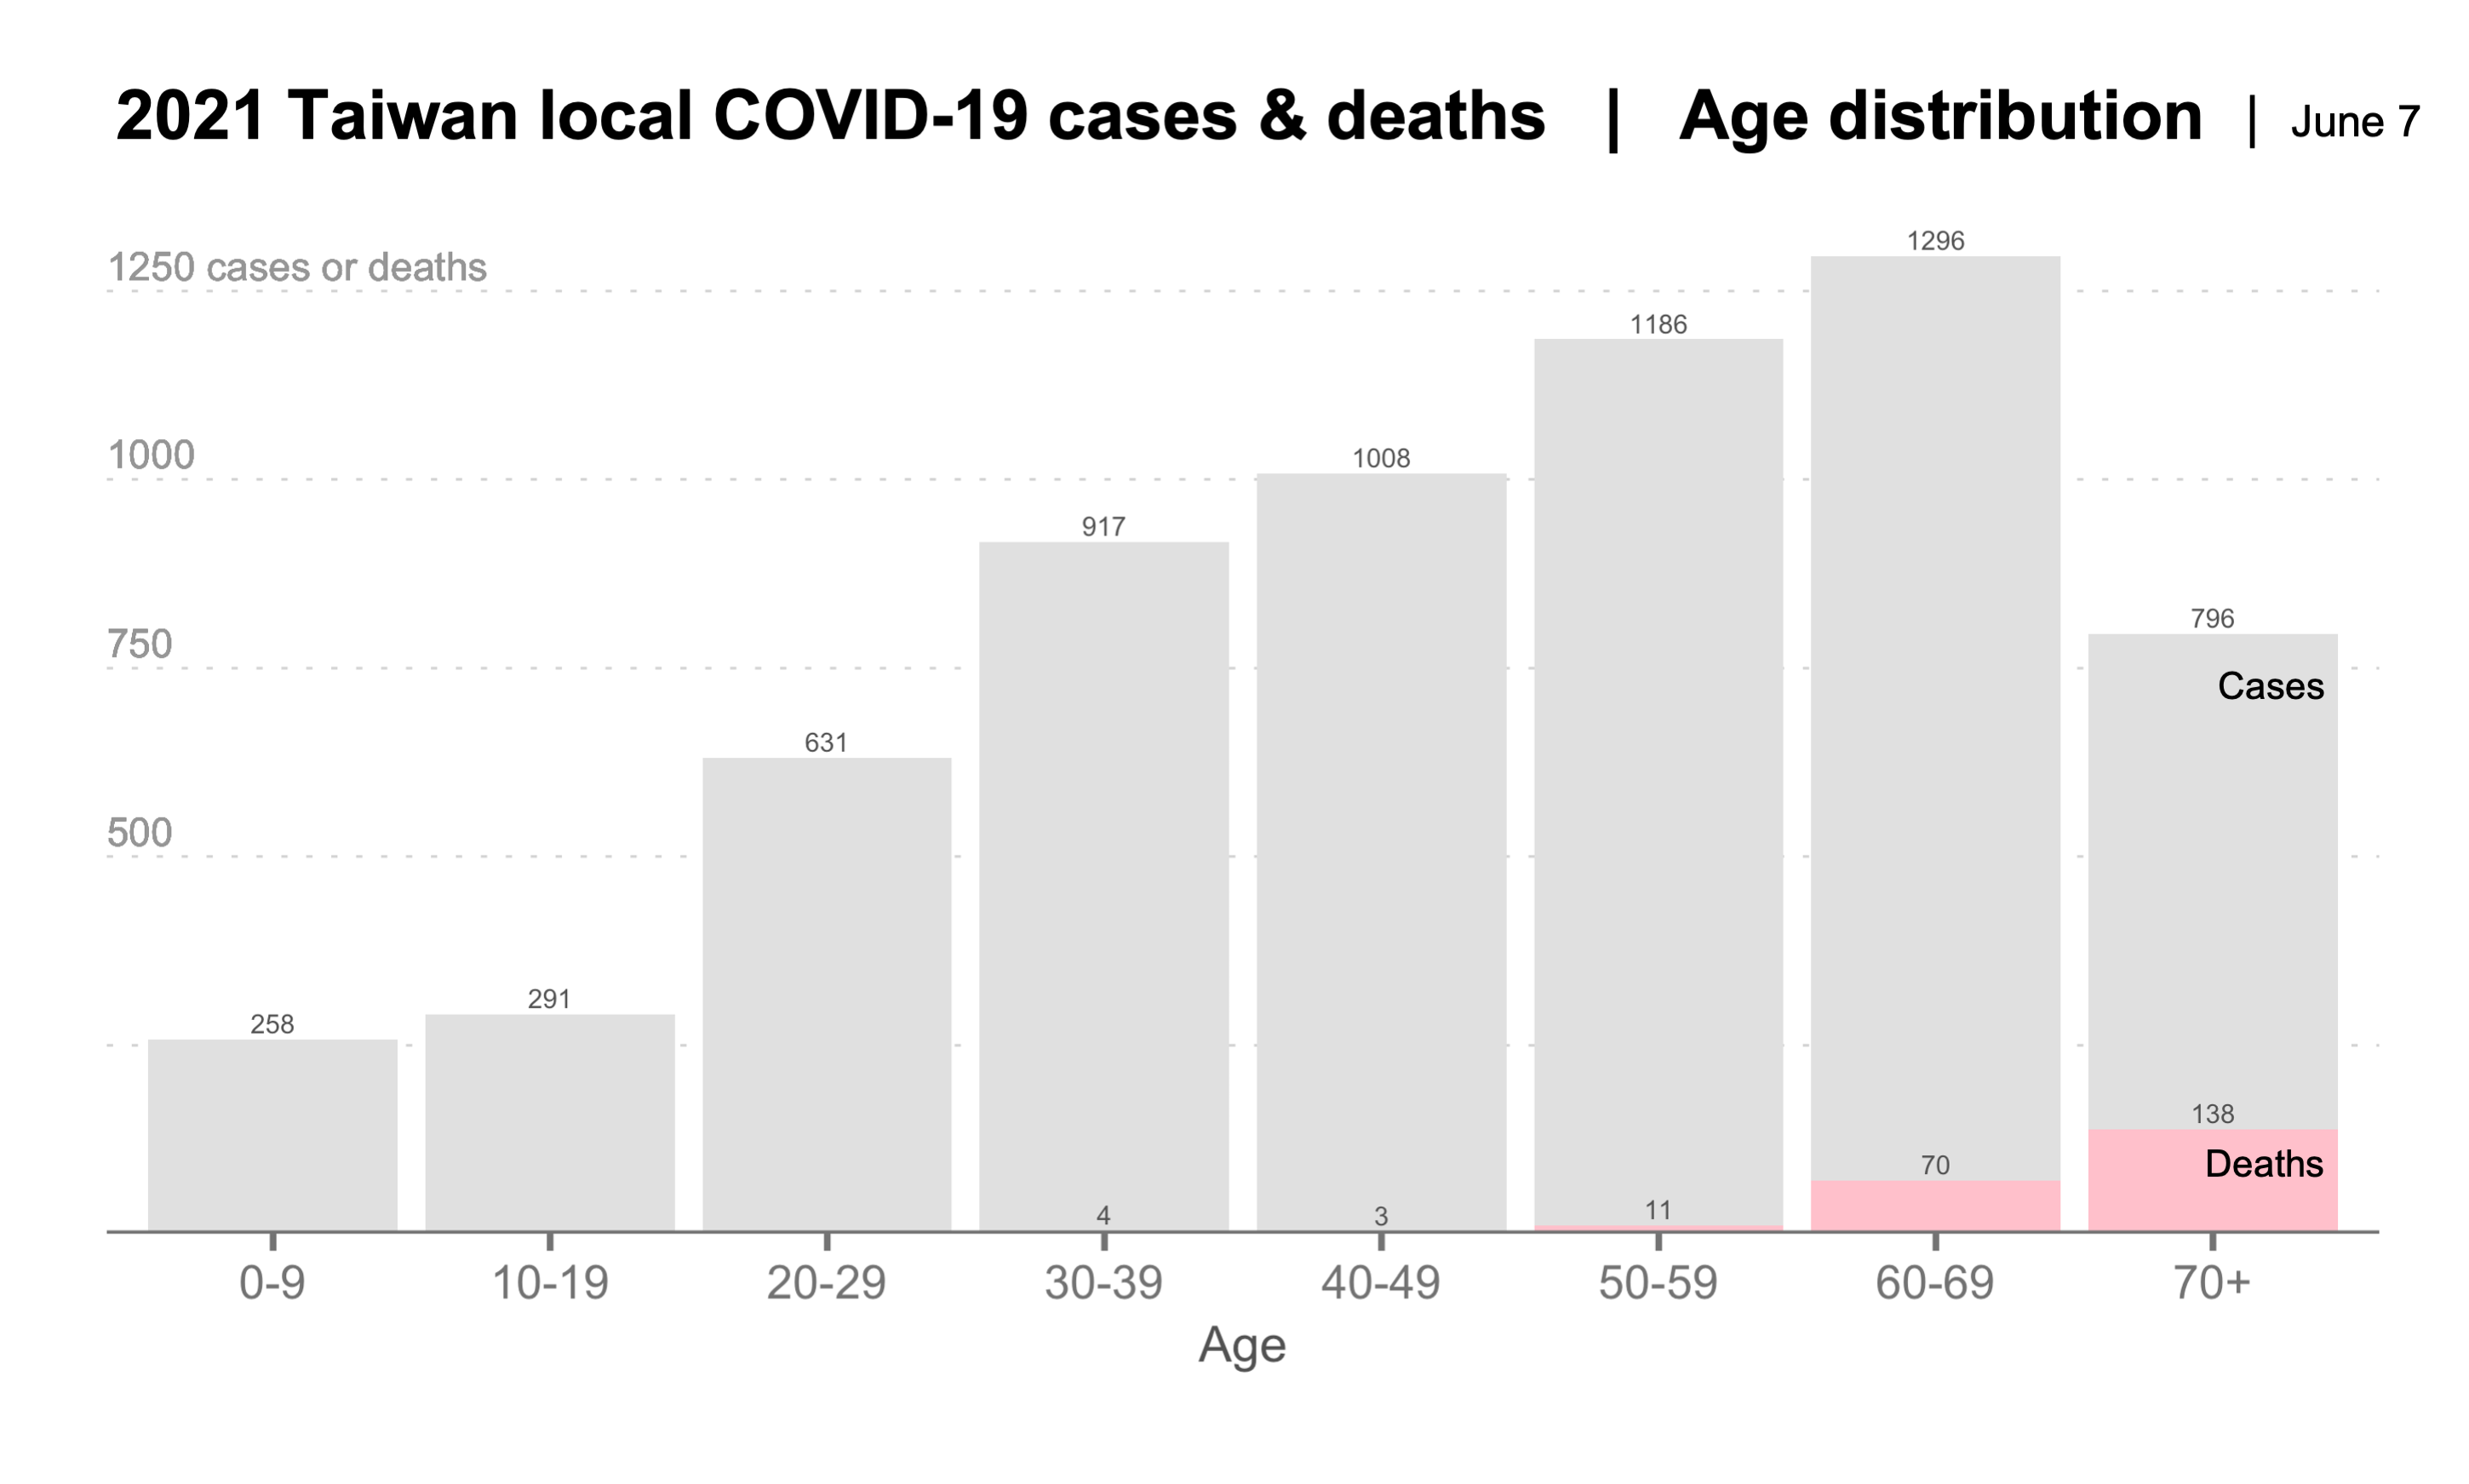 2021 Taiwan local COVID-19 cases & deaths | Age distribution | June 7
1250 cases or deaths
1000
750
500
258
291
631
917
1008
1186
1296
796
Cases
4
3
11
70
138
Deaths
0-9 10-19 20-29 30-39 40-49 50-59 60-69 70+
Age